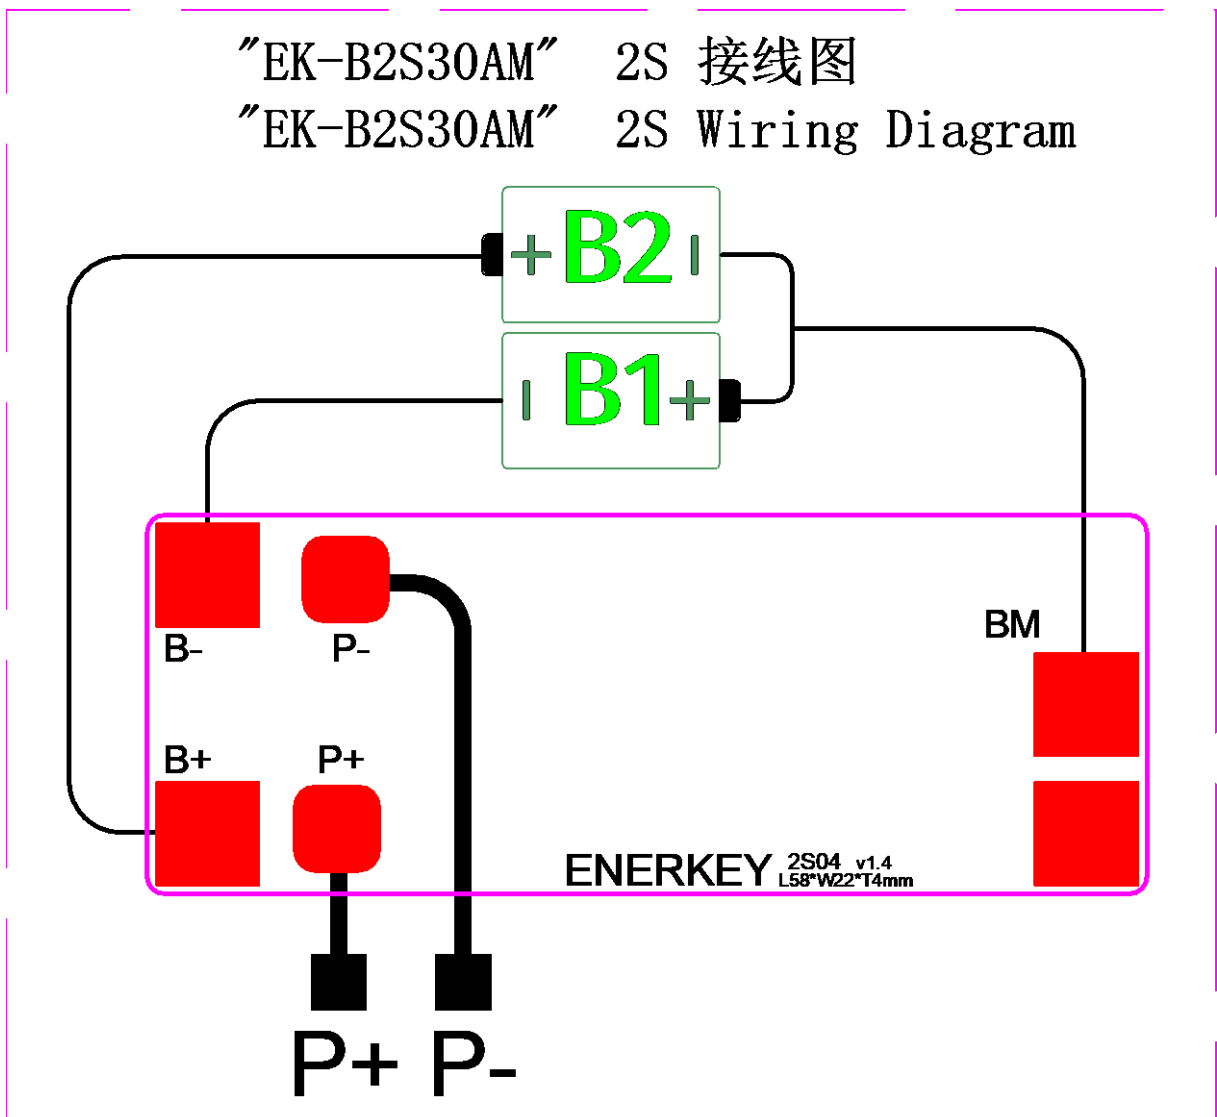 "EK-B2S30AM" 2S 接线图
"EK-B2S30AM" 2S Wiring Diagram
+ B2 -
- B1 +
BM
B- P-
B+ P+
ENERKEY 2S04 v1.4
L58*W22*T4mm
P+ P-